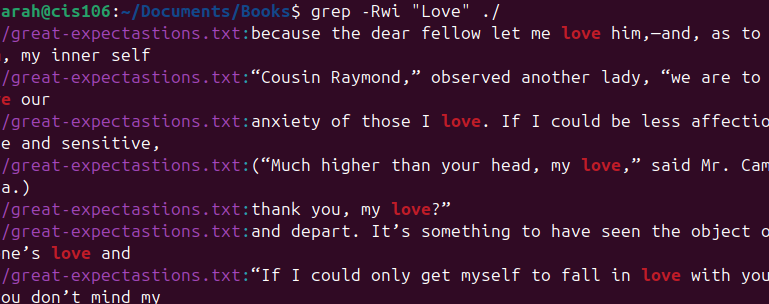 arah@cis106:~/Documents/Books$ grep -Rwi "Love" ./
/great-expectastions.txt:because the dear fellow let me love him,—and, as to
, my inner self
/great-expectastions.txt:“Cousin Raymond,” observed another lady, “we are to
e our
/great-expectastions.txt:anxiety of those I love. If I could be less affectio
e and sensitive,
/great-expectastions.txt:(“Much higher than your head, my love,” said Mr. Cam
a.)
/great-expectastions.txt:thank you, my love?”
/great-expectastions.txt:and depart. It’s something to have seen the object o
ne’s love and
/great-expectastions.txt:“If I could only get myself to fall in love with you
ou don’t mind my